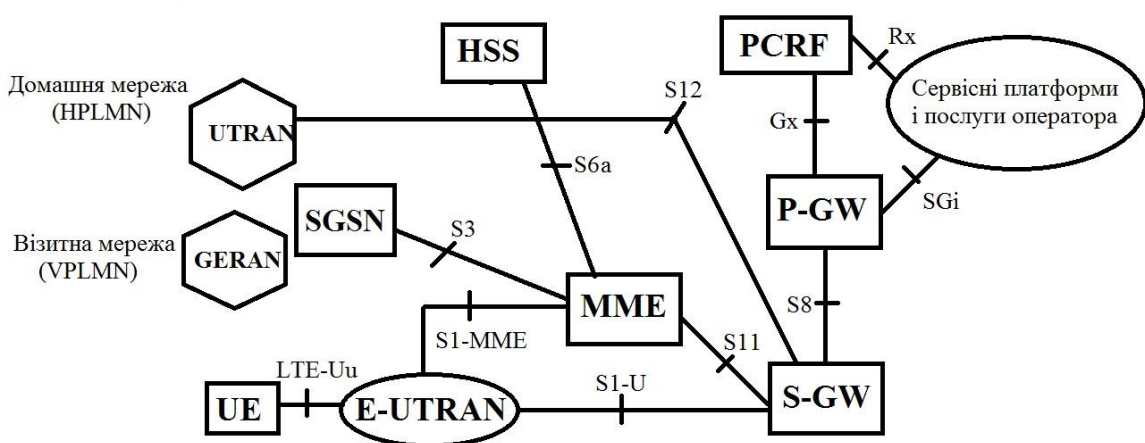 HSS
PCRF
Rx
Домашня мережа
(HPLMN)
UTRAN
S12
Сервісні платформи
і послуги оператора
Gx
S6a
SGSN
P-GW
SGi
S3
Візитна мережа
(VPLMN)
GERAN
MME
S8
S1-MME
S11
LTE-Uu
S1-U
UE
E-UTRAN
S-GW